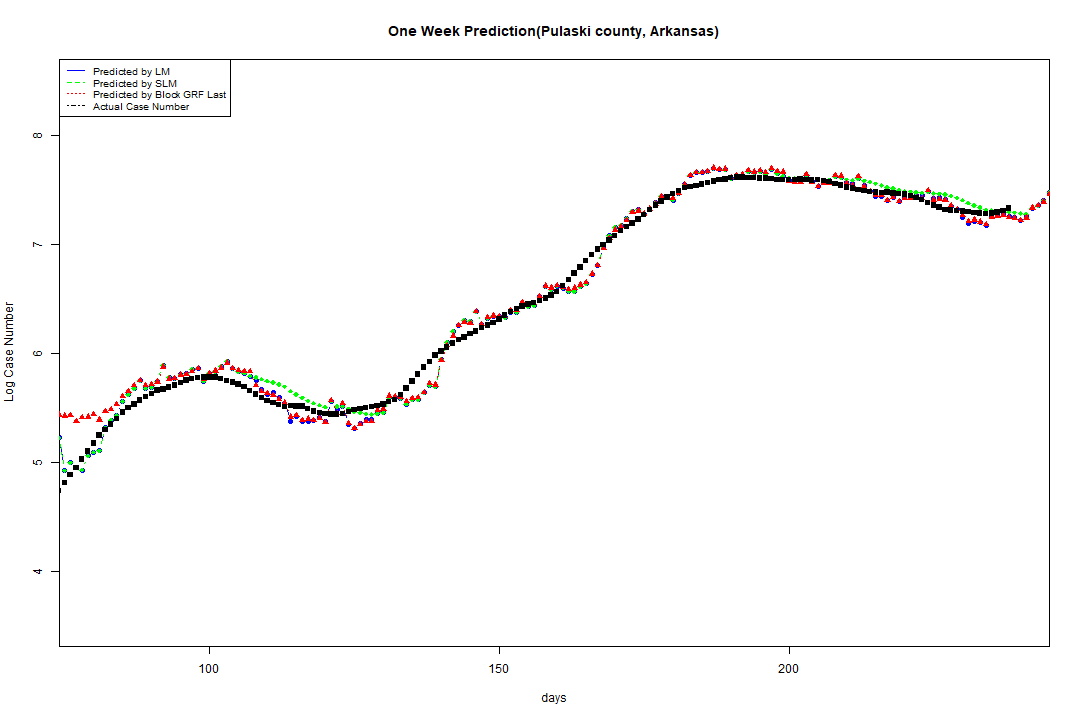 One Week Prediction(Pulaski county, Arkansas)
Predicted by LM
Predicted by SLM
Predicted by Block GRF Last
Actual Case Number
8
7
6
5
4
Log Case Number
100 150 200
days